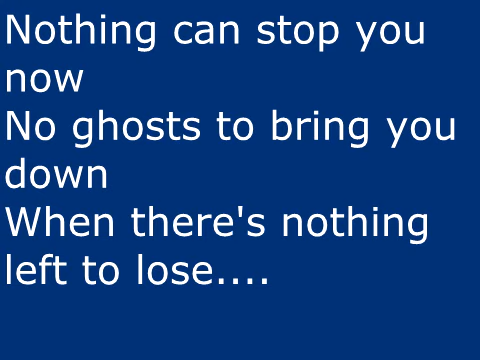 Nothing can stop you
now
No ghosts to bring you
down
When there's nothing
left to lose....